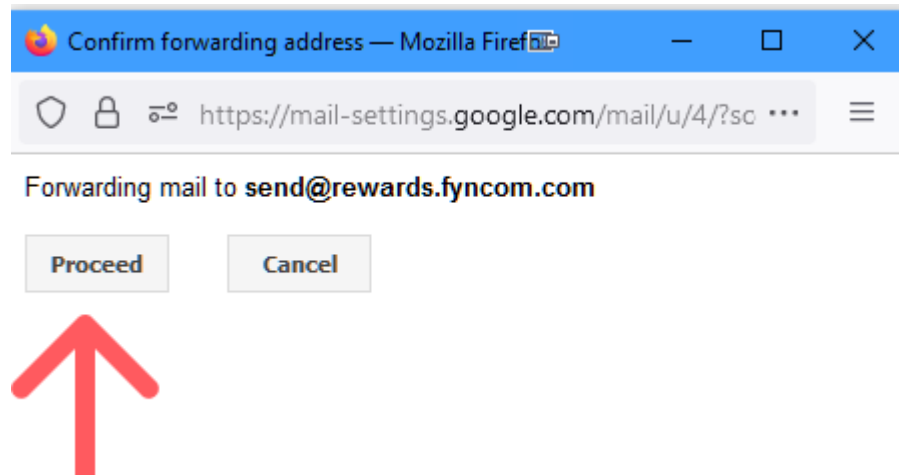 Confirm forwarding address — Mozilla Firef
https://mail-settings.google.com/mail/u/4/?sc ···
Forwarding mail to send@rewards.fyncom.com
Proceed Cancel